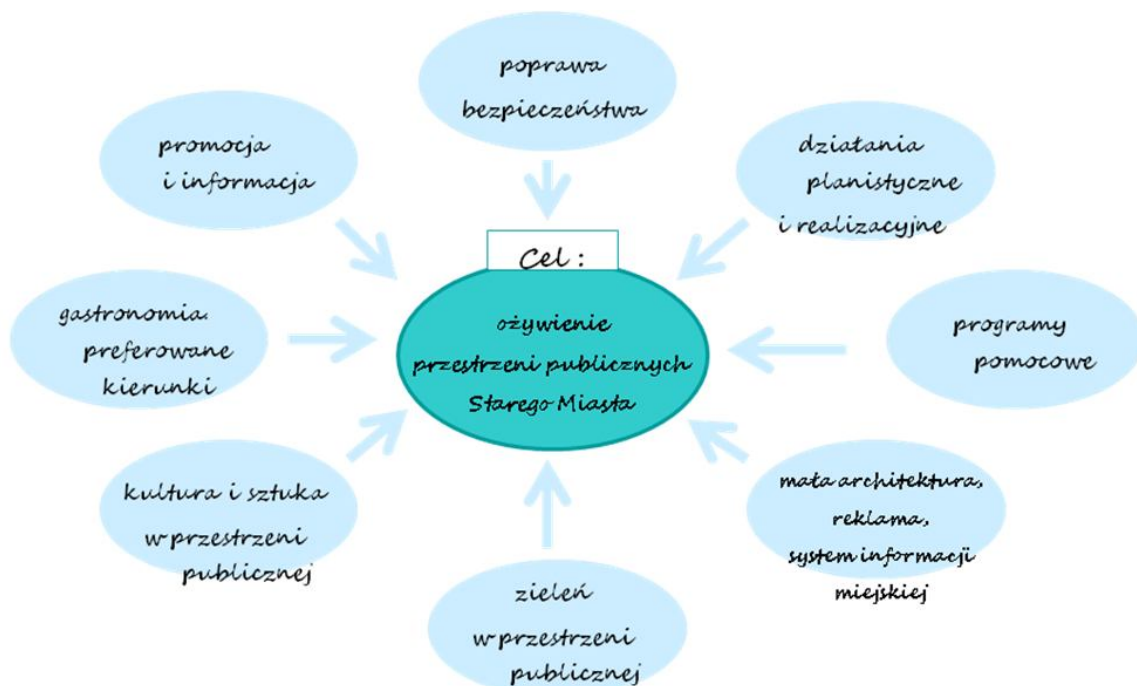 poprawa
bezpieczeństwa
promocja
i informacja
działania
planistyczne
i realizacyjne
Cel :
ożywienie
przestrzeni publicznych
Starego Miasta
gastronomia.
preferowane
kierunki
programy
pomocowe
kultura i sztuka
w przestrzeni
publicznej
mała architektura,
reklama,
system informacji
miejskiej
zieleń
w przestrzeni
publicznej